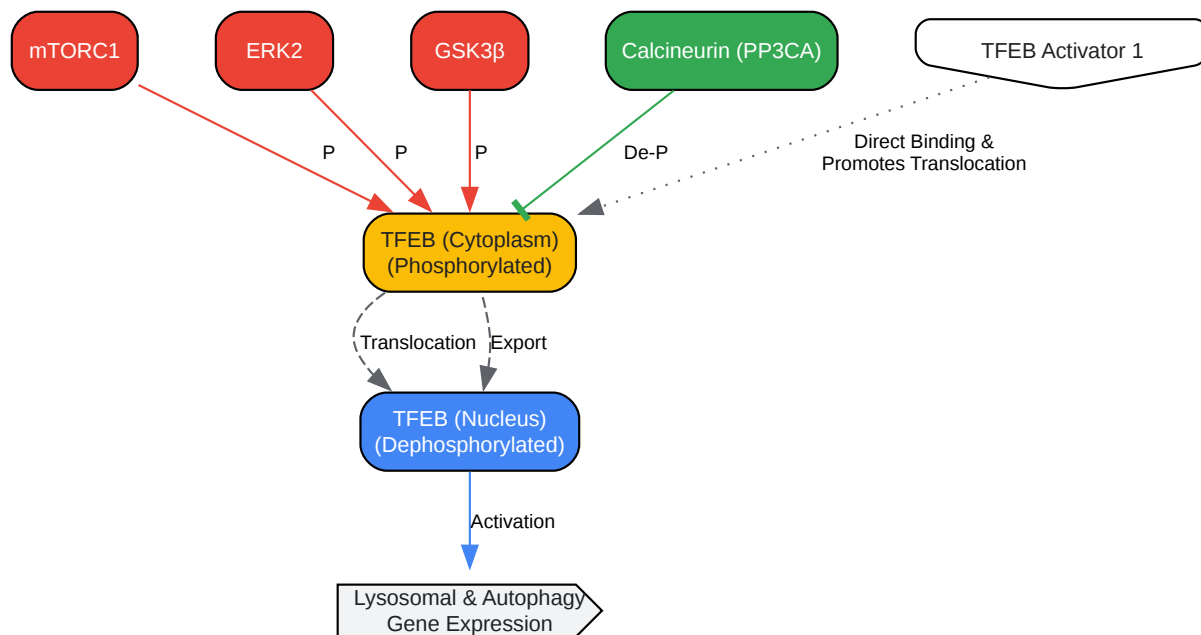 mTORC1
ERK2
GSK3β
Calcineurin (PP3CA)
TFEB Activator 1
P
P
P
De-P
Direct Binding &
Promotes Translocation
TFEB (Cytoplasm)
(Phosphorylated)
Translocation
Export
TFEB (Nucleus)
(Dephosphorylated)
Activation
Lysosomal & Autophagy
Gene Expression